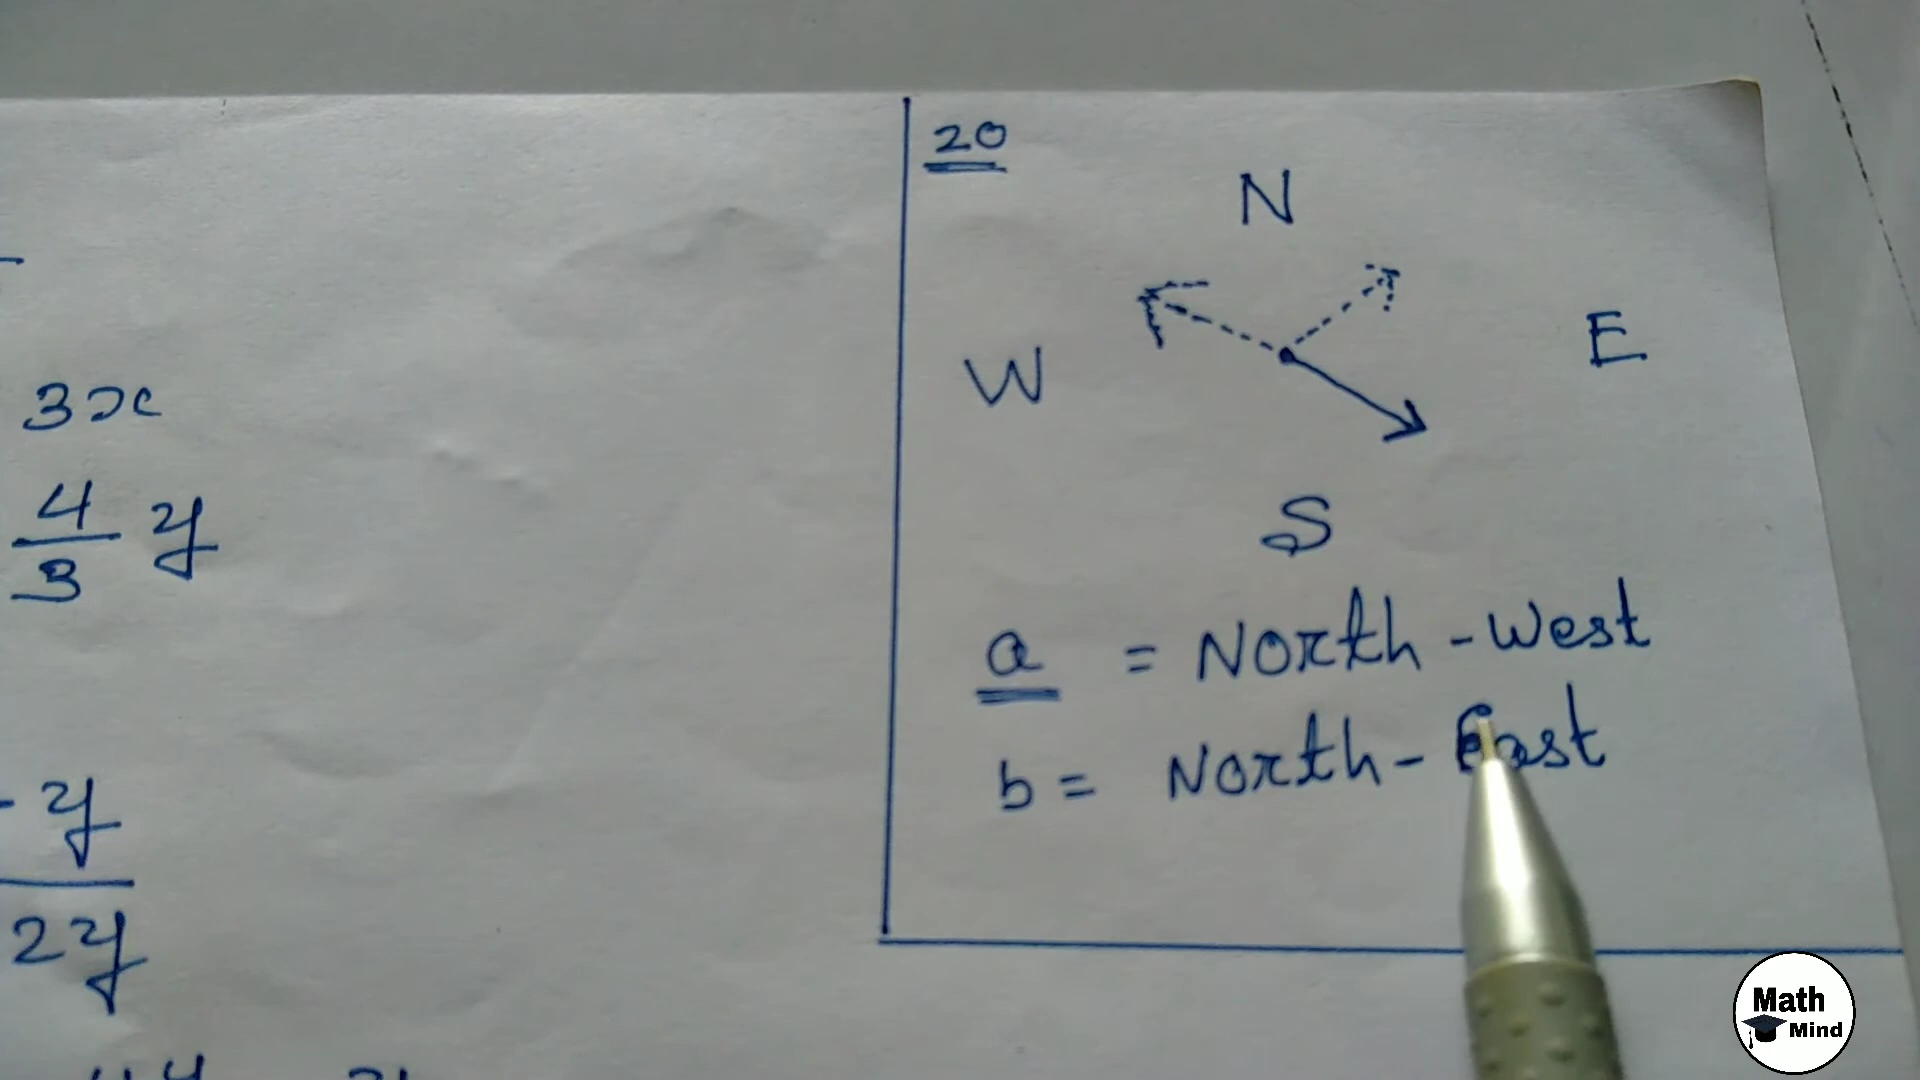 3x
4/3 y
- y
2y
20
N
W
E
S
a = North - West
b = North - East
Math
Mind